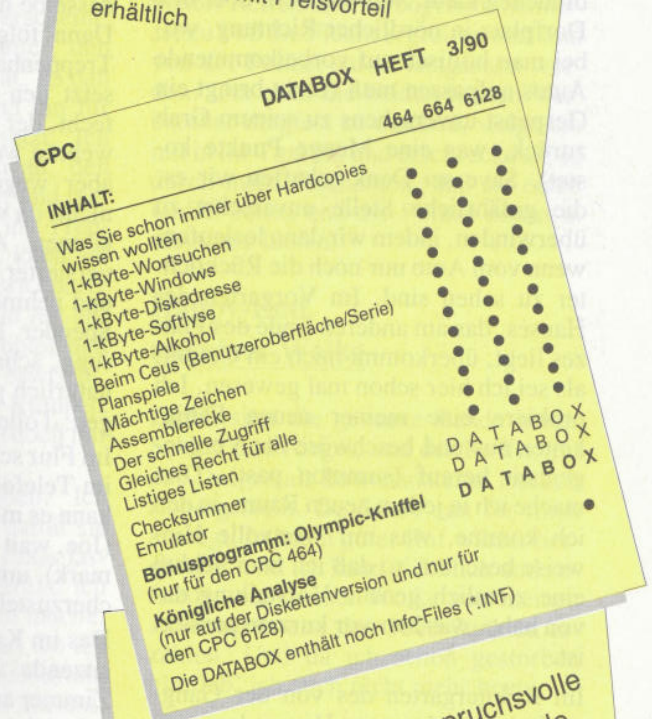 Preisvorteil
erhältlich
DATABOX HEFT 3/90
CPC 464 664 6128
INHALT:
Was Sie schon immer über Hardcopies
wissen wollten
1-kByte-Wortsuchen
1-kByte-Windows
1-kByte-Diskadresse
1-kByte-Softlyse
1-kByte-Alkohol
Beim Ceus (Benutzeroberfläche/Serie)
Planspiele
Mächtige Zeichen
Assemblerecke
Der schnelle Zugriff
Gleiches Recht für alle
Listiges Listen
Checksummer DATABOX
Emulator DATABOX
Bonusprogramm: Olympic-Kniffel DATABOX
(nur für den CPC 464)
Königliche Analyse
(nur auf der Diskettenversion und nur für
den CPC 6128)
Die DATABOX enthält noch Info-Files (*.INF)